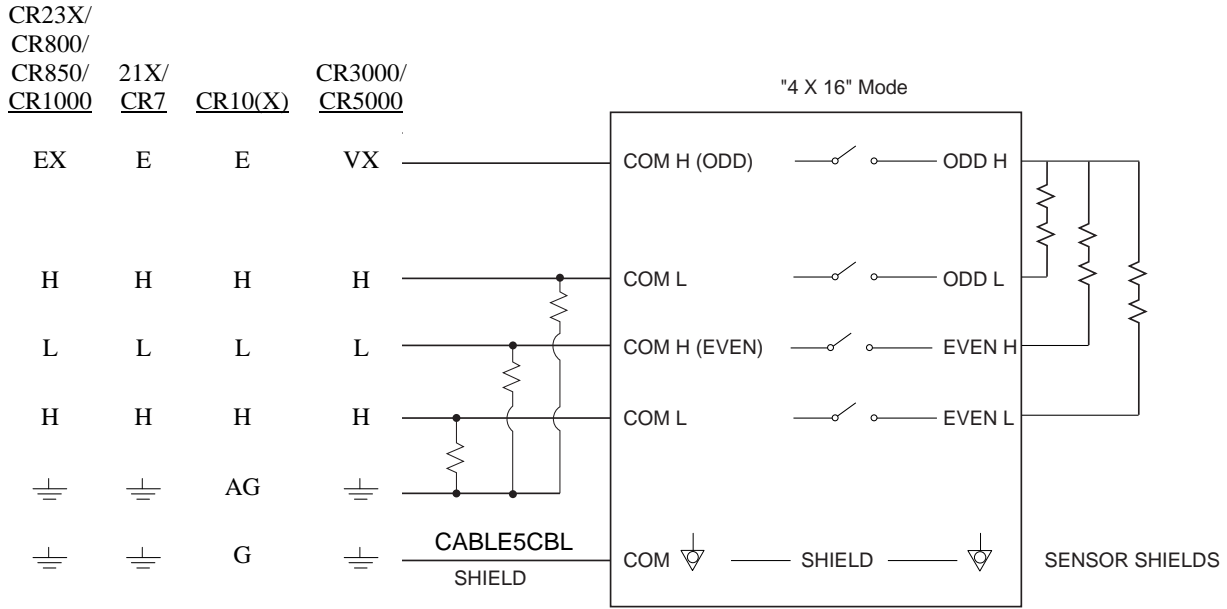 CR23X/
CR800/
CR850/ 21X/ CR3000/
CR1000 CR7 CR10(X) CR5000
"4 X 16" Mode
EX E E VX COM H (ODD) ODD H
H H H H COM L ODD L
L L L L COM H (EVEN) EVEN H
H H H H COM L EVEN L
AG
G CABLE5CBL COM SHIELD SENSOR SHIELDS
SHIELD